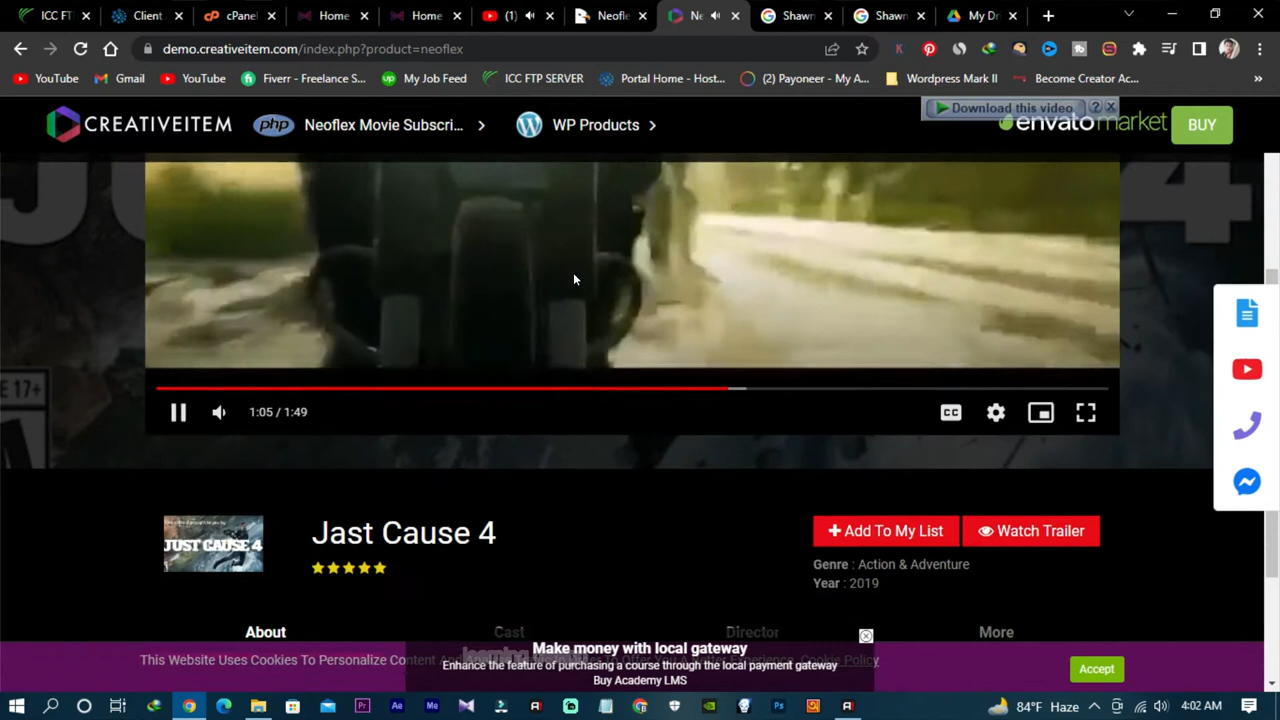 ICC FT
Client
cPanel
Home
Home
(1)
Neofle
Ne
Shawn
Shawn
My Dr
demo.creativeitem.com/index.php?product=neoflex
YouTube
Gmail
YouTube
Fiverr - Freelance S...
My Job Feed
ICC FTP SERVER
Portal Home - Host...
(2) Payoneer - My A...
Wordpress Mark II
Become Creator Ac...
Download this video
CREATIVEITEM
php
Neoflex Movie Subscri...
WP Products
envatomarket
BUY
1:05 / 1:49
CC
JUST CAUSE 4
Jast Cause 4
Add To My List
Watch Trailer
Genre : Action & Adventure
Year : 2019
About
Cast
Director
More
Make money with local gateway
Enhance the feature of purchasing a course through the local payment gateway
Buy Academy LMS
This Website Uses Cookies To Personalize Con
Cookie Policy
Accept
84°F Haze
4:02 AM